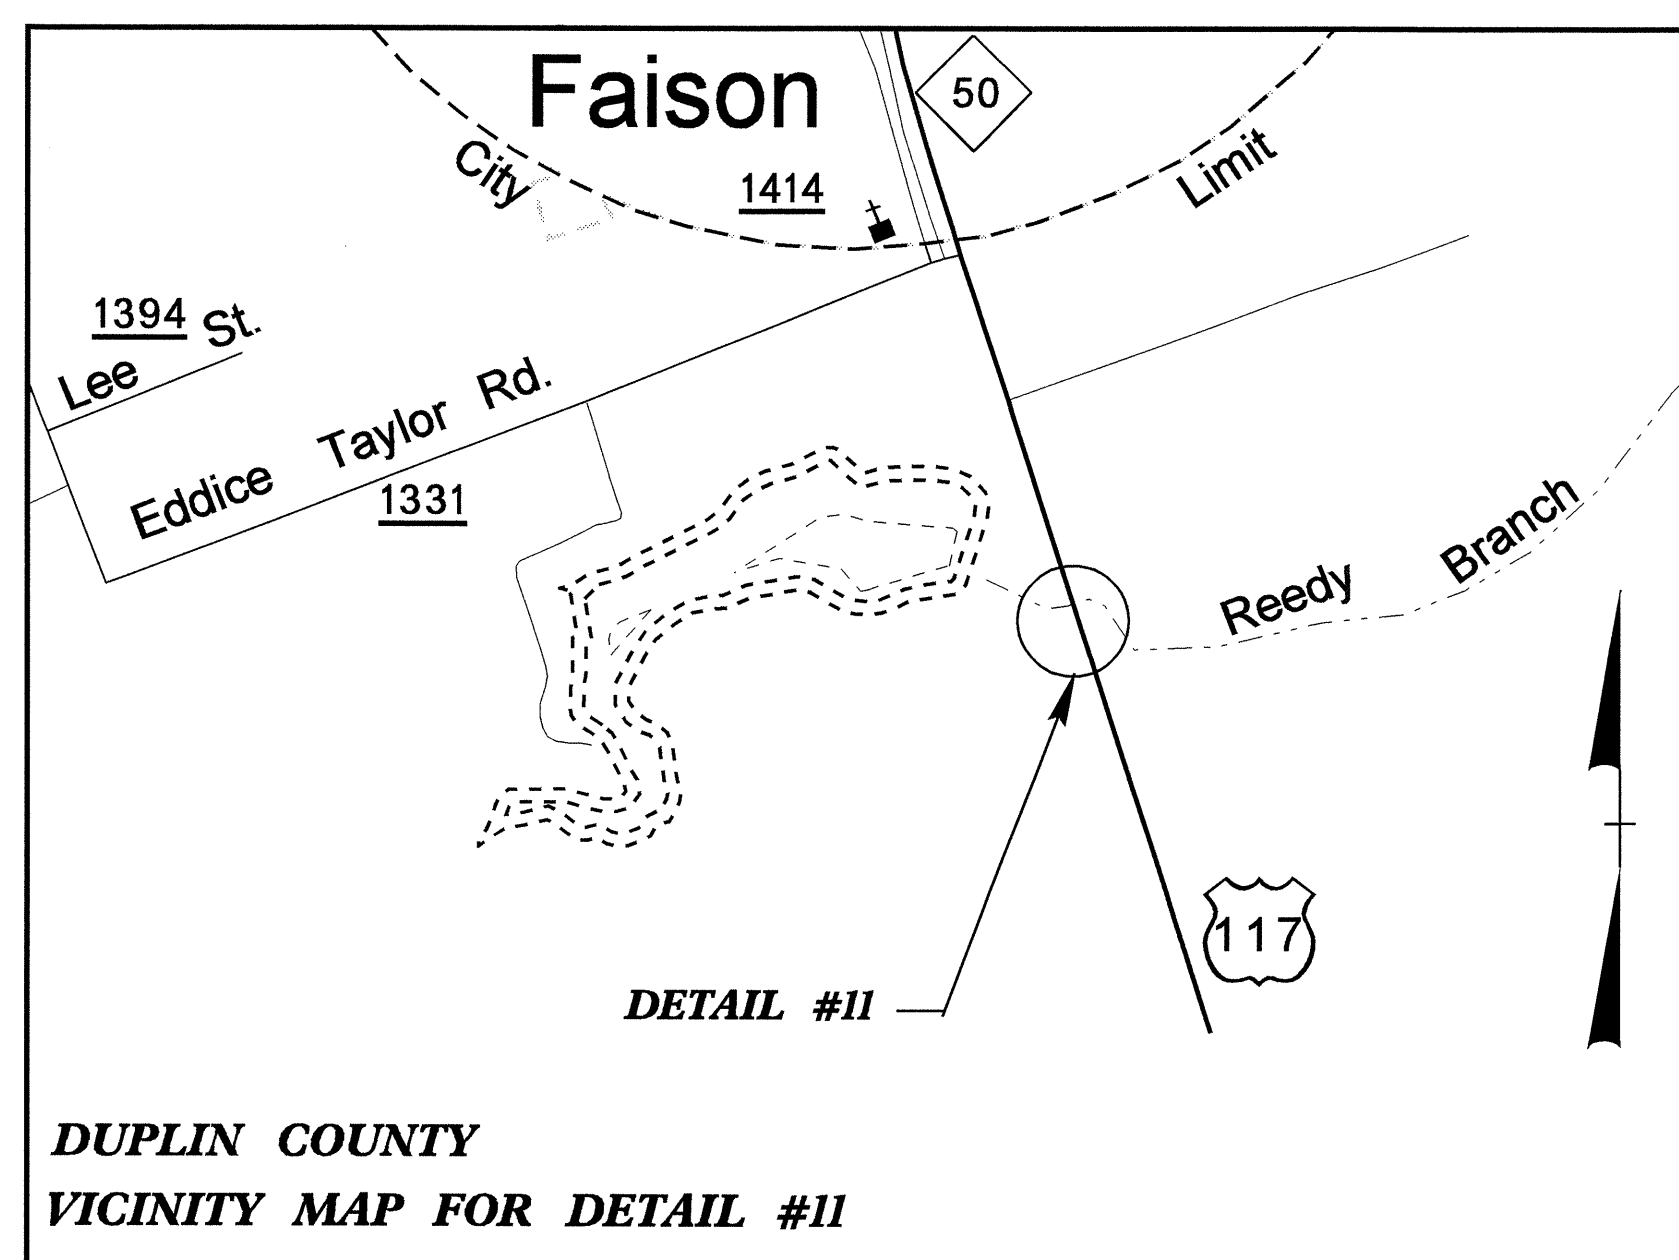 Faison
50
City
Limit
1414
1394
Lee St.
Eddice Taylor Rd.
1331
Reedy Branch
117
DETAIL #11
DUPLIN COUNTY
VICINITY MAP FOR DETAIL #11